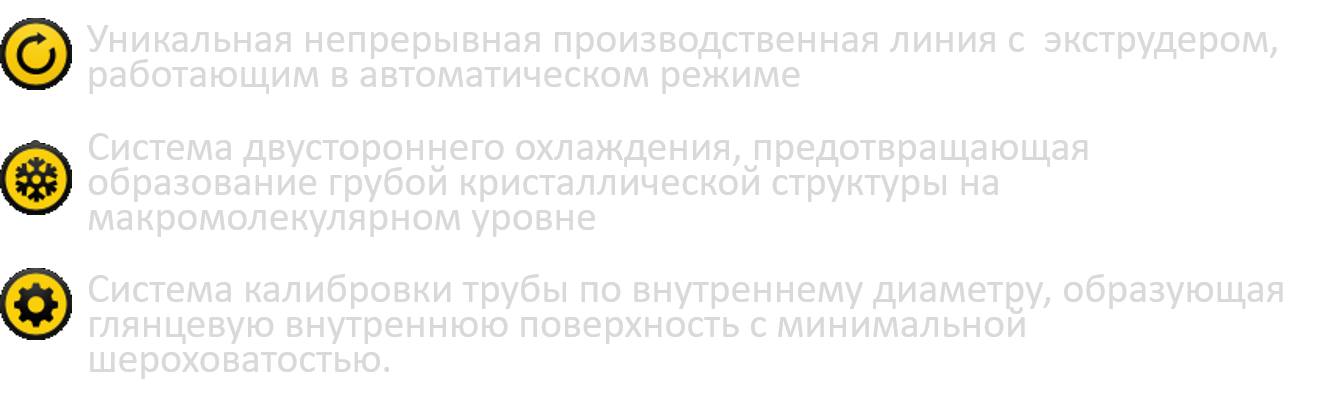 Уникальная непрерывная производственная линия с  экструдером,
работающим в автоматическом режиме
Система двустороннего охлаждения, предотвращающая
образование грубой кристаллической структуры на
макромолекулярном уровне
Система калибровки трубы по внутреннему диаметру, образующая
глянцевую внутреннюю поверхность с минимальной
шероховатостью.